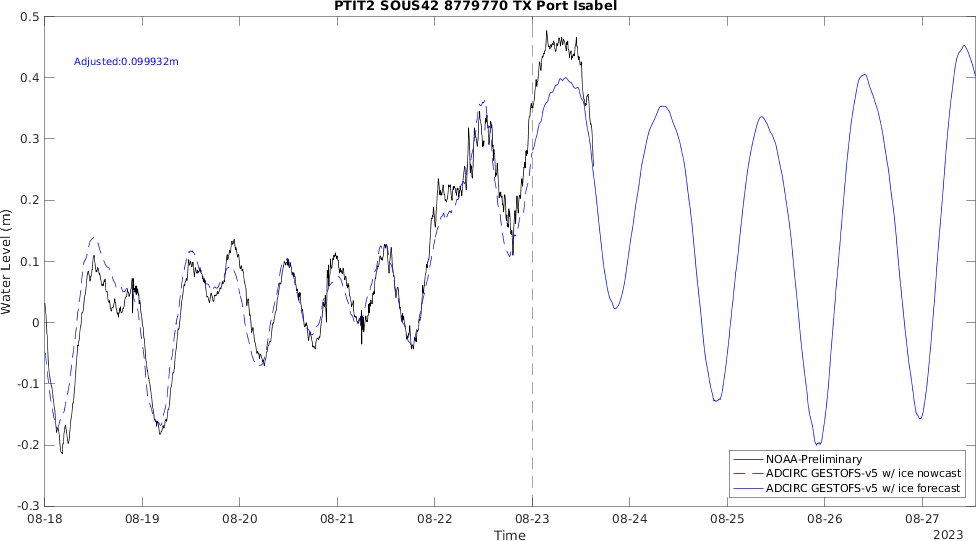 PTIT2 SOUS42 8779770 TX Port Isabel
0.5
0.4
0.3
0.2
0.1
0
-0.1
-0.2
-0.3
Water Level (m)
Adjusted:0.099932m
NOAA-Preliminary
ADCIRC GESTOFS-v5 w/ ice nowcast
ADCIRC GESTOFS-v5 w/ ice forecast
08-18 08-19 08-20 08-21 08-22 08-23 08-24 08-25 08-26 08-27
Time
2023